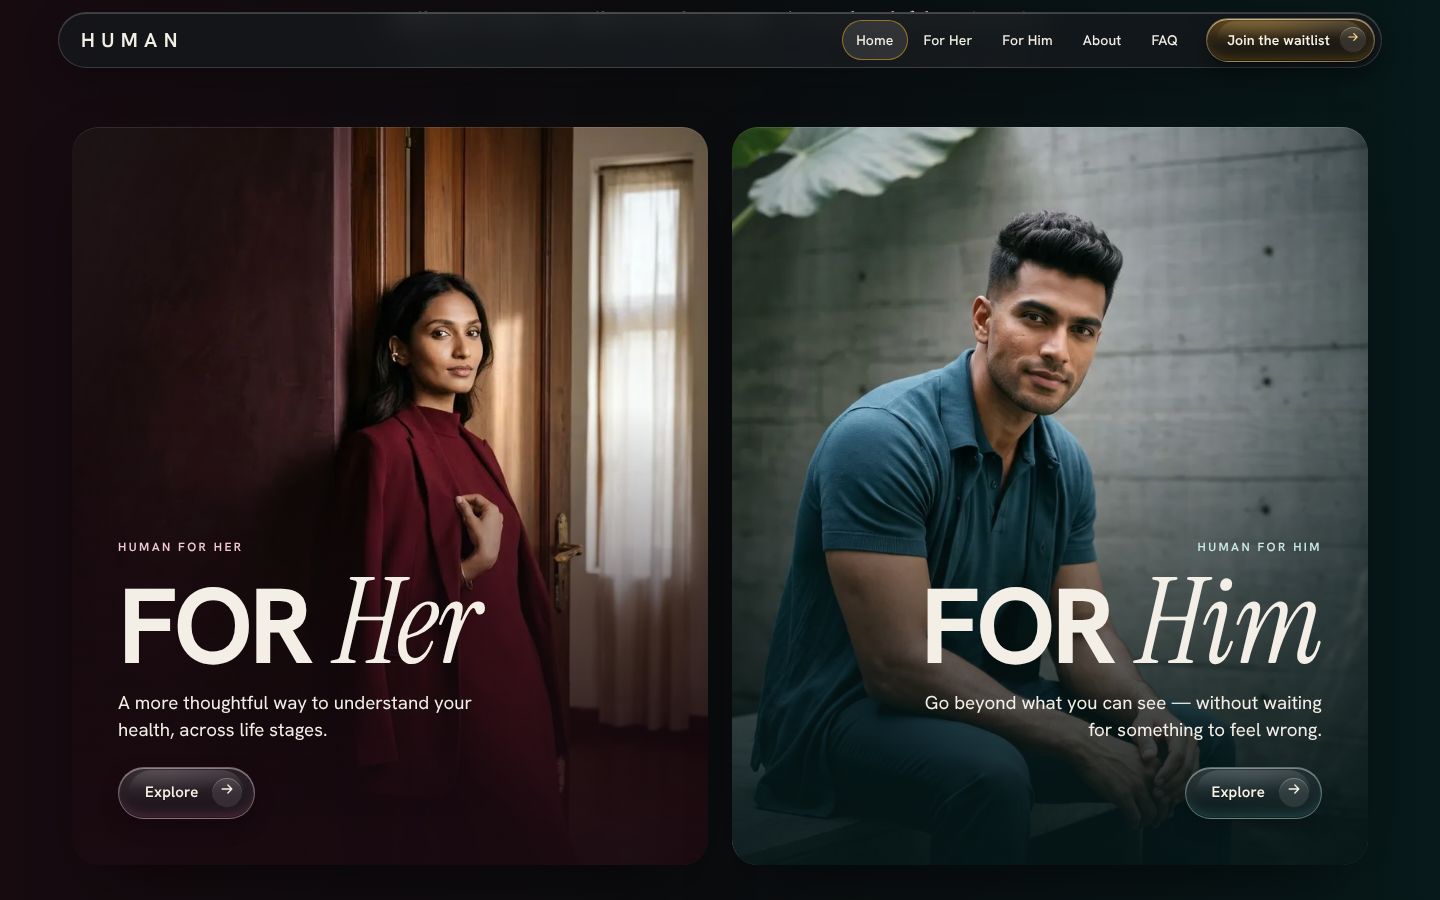 HUMAN
Home
For Her
For Him
About
FAQ
Join the waitlist
HUMAN FOR HER
FOR Her
A more thoughtful way to understand your
health, across life stages.
Explore
HUMAN FOR HIM
FOR Him
Go beyond what you can see — without waiting
for something to feel wrong.
Explore